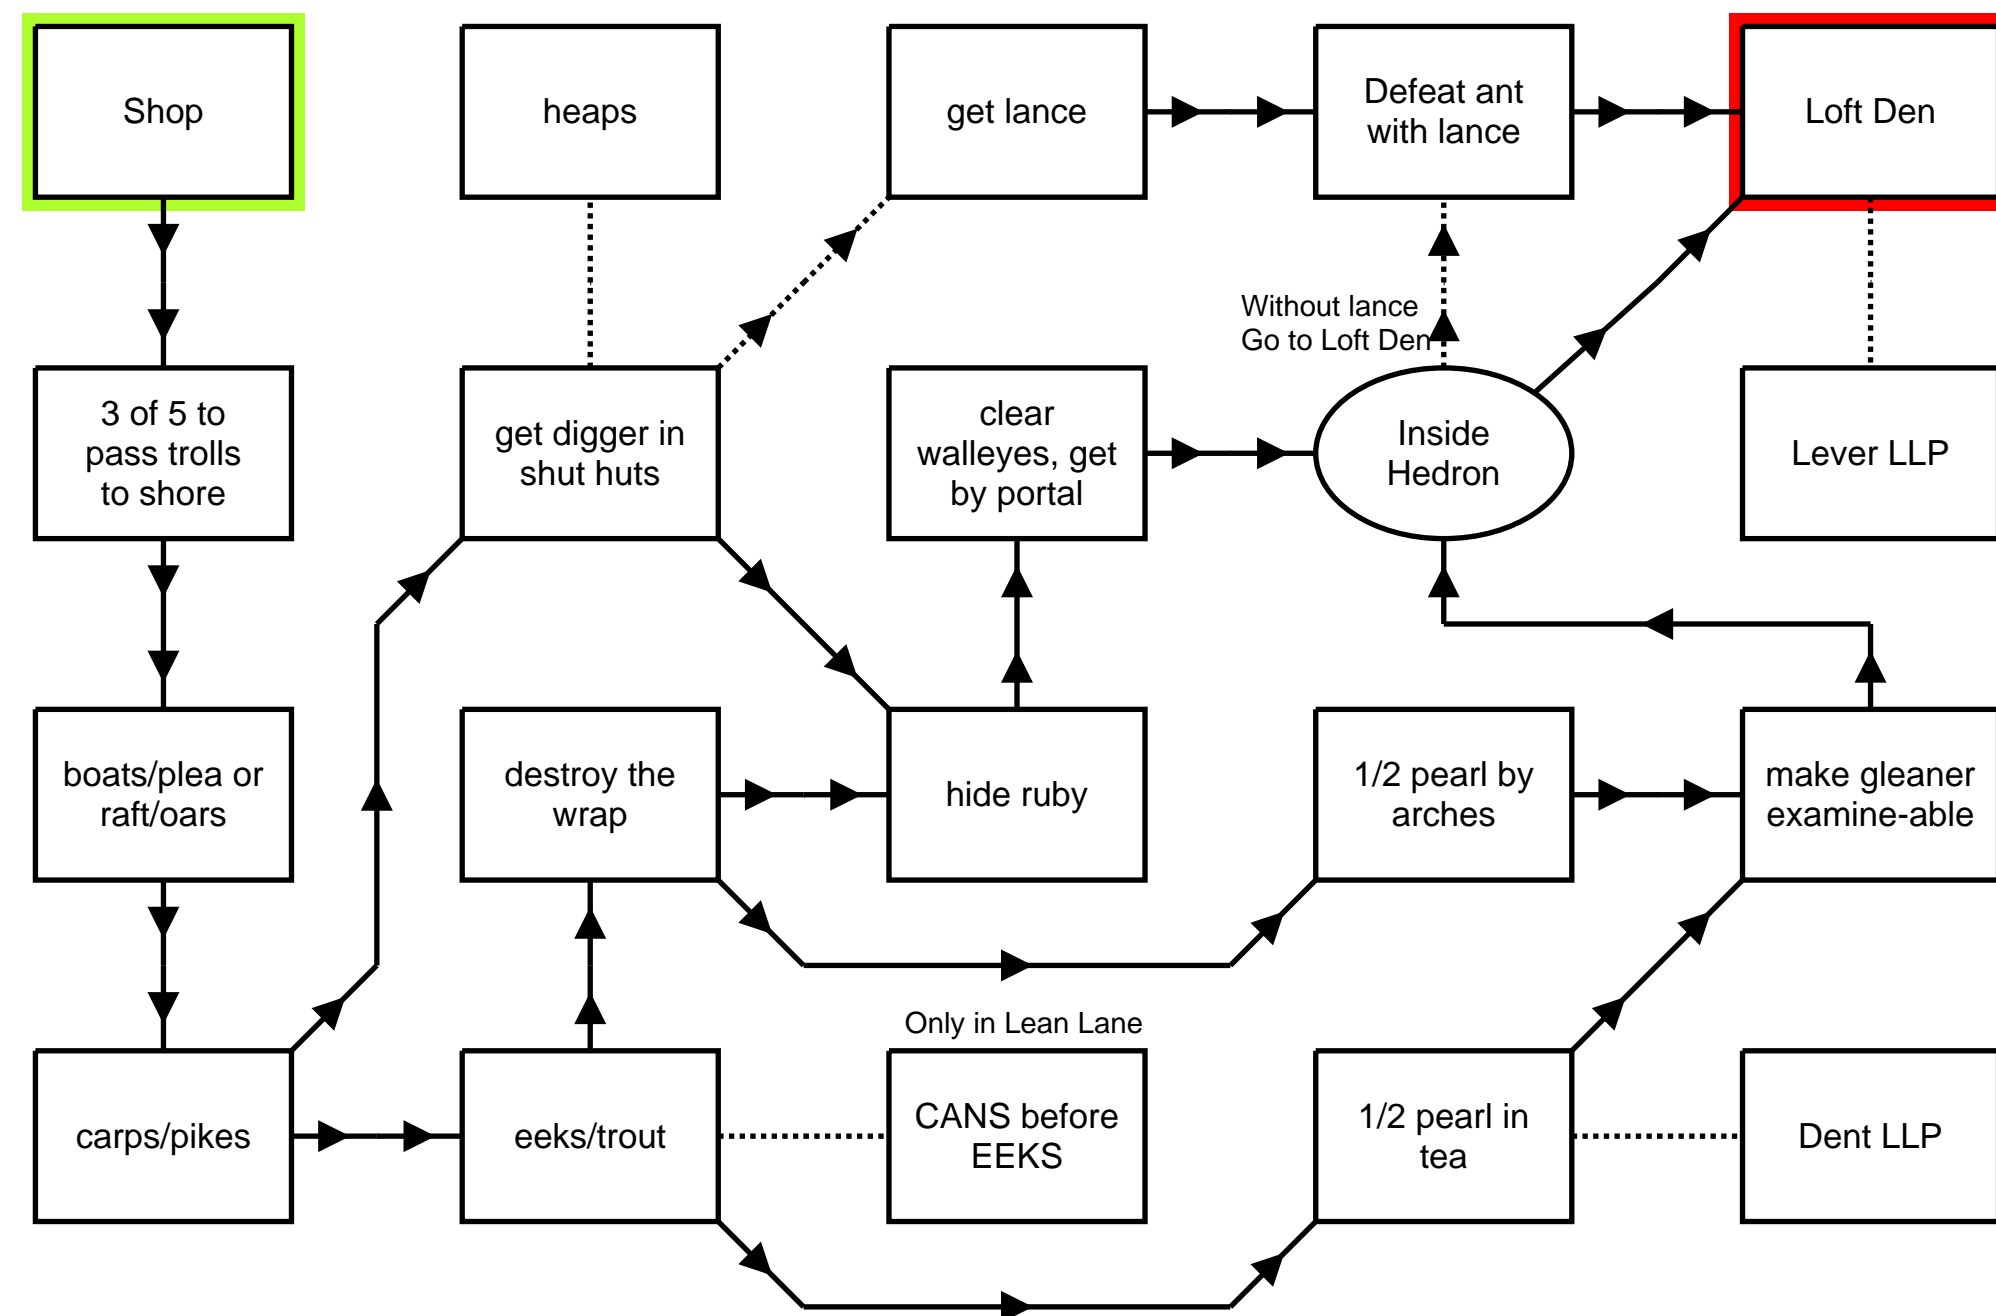 Shop
heaps
get lance
Defeat ant
with lance
Loft Den
Without lance
Go to Loft Den
3 of 5 to
pass trolls
to shore
get digger in
shut huts
clear
walleyes, get
by portal
Inside
Hedron
Lever LLP
boats/plea or
raft/oars
destroy the
wrap
hide ruby
1/2 pearl by
arches
make gleaner
examine-able
Only in Lean Lane
carps/pikes
eeks/trout
CANS before
EEKS
1/2 pearl in
tea
Dent LLP